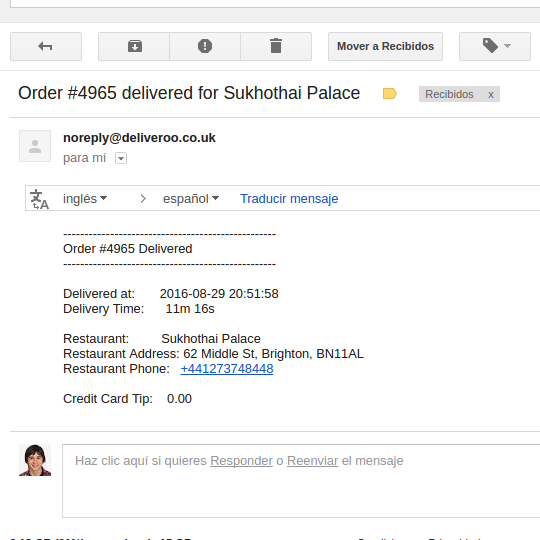 Mover a Recibidos
Order #4965 delivered for Sukhothai Palace
Recibidos x
noreply@deliveroo.co.uk
para mí
inglés > español Traducir mensaje
--------------------------------------------------
Order #4965 Delivered
--------------------------------------------------
Delivered at: 2016-08-29 20:51:58
Delivery Time: 11m 16s
Restaurant: Sukhothai Palace
Restaurant Address: 62 Middle St, Brighton, BN11AL
Restaurant Phone: +441273748448
Credit Card Tip: 0.00
Haz clic aquí si quieres Responder o Reenviar el mensaje